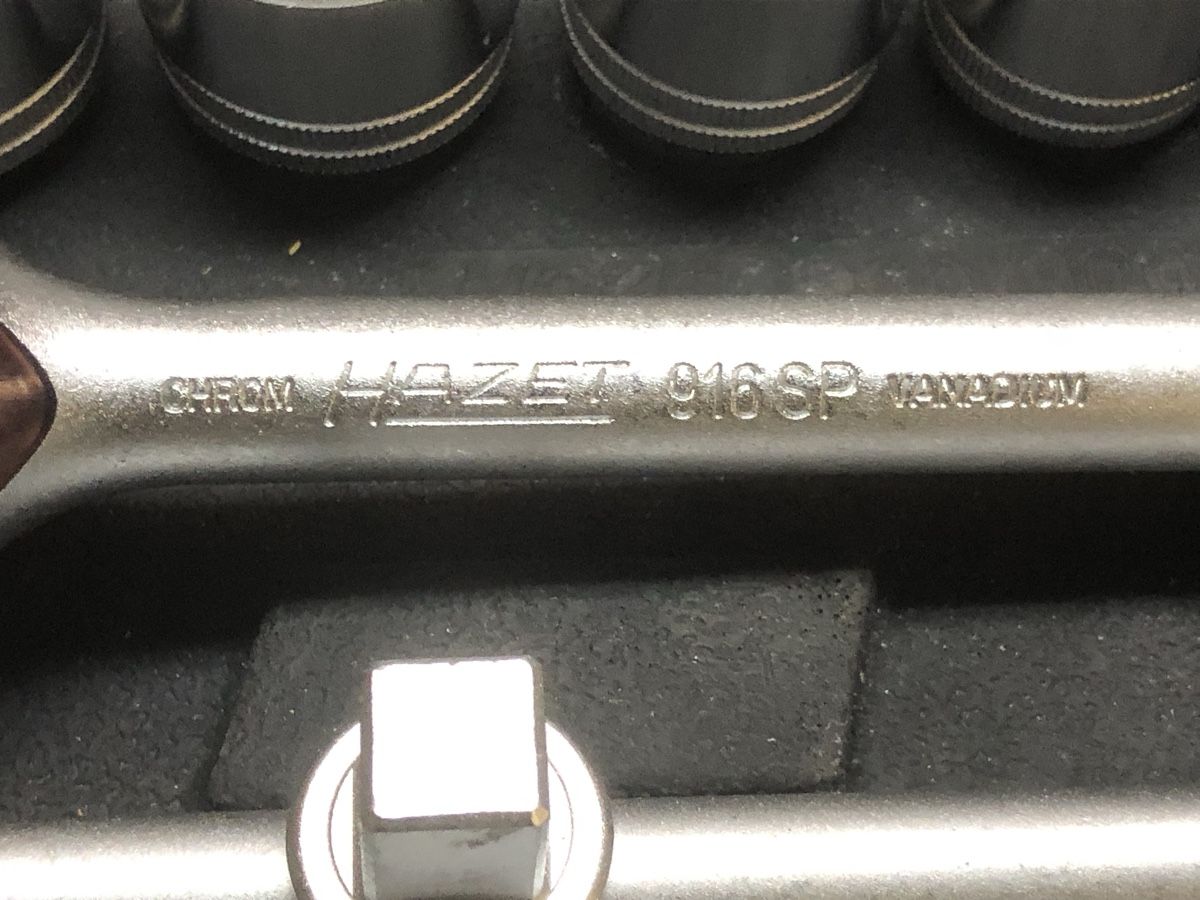 CHROM HAZET 916SP VANADIUM